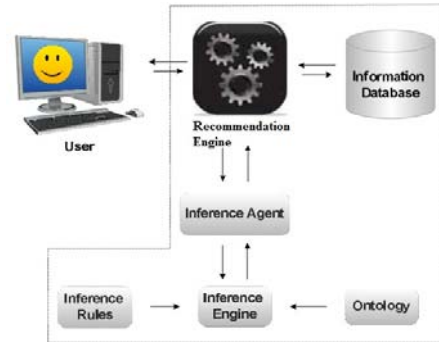 Information
Database
Recommendation
Engine
User
Inference Agent
Inference
Rules
Inference
Engine
Ontology